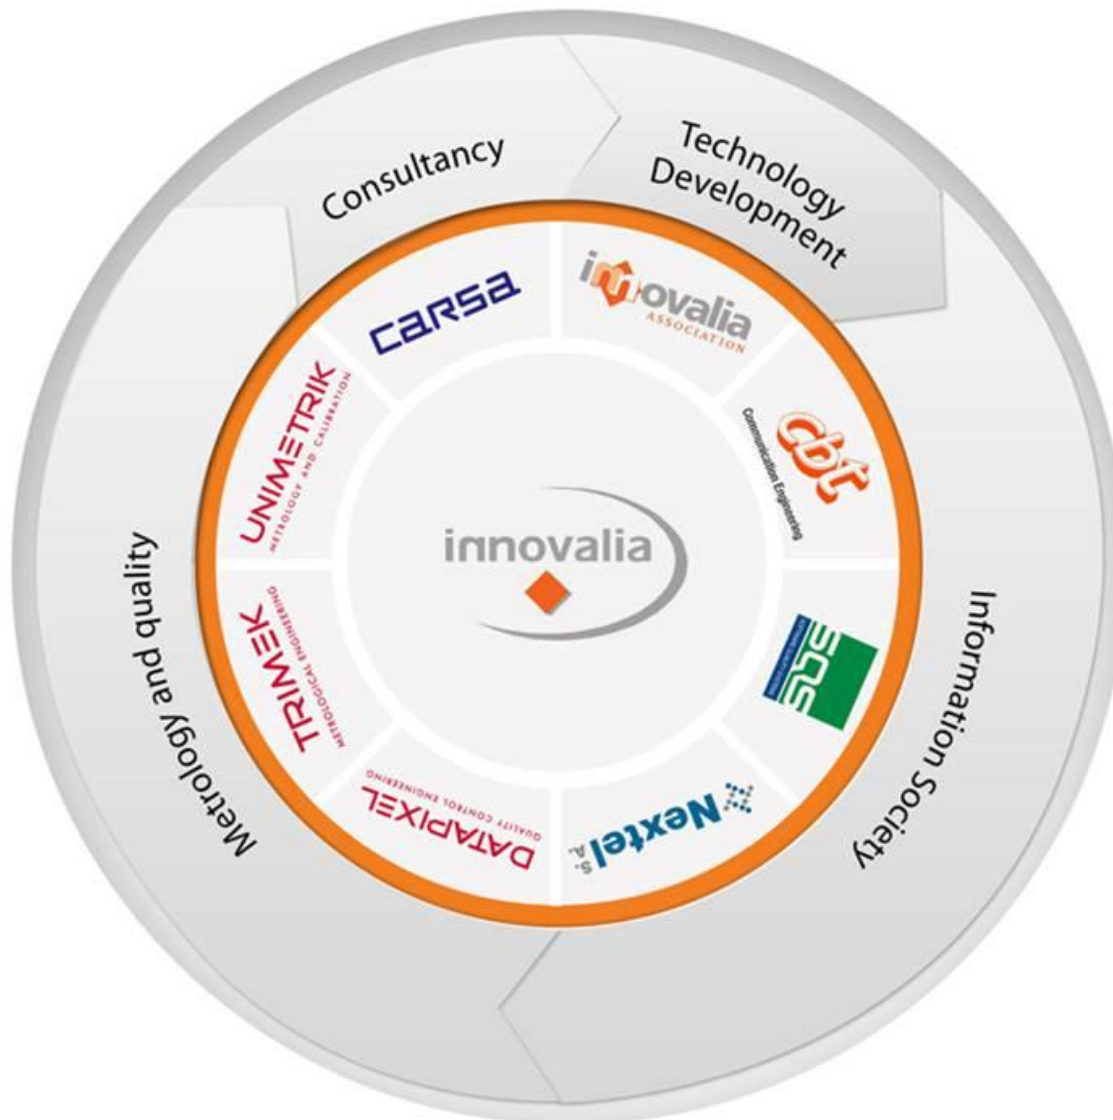 Consultancy
Technology
Development
Information Society
Metrology and quality
CARSA
innovalia
ASSOCIATION
cbt
Communication Engineering
SQS
Nextel S.A.
DATAPIXEL
QUALITY CONTROL ENGINEERING
TRIMEK
METROLOGICAL ENGINEERING
UNIMETRIK
METROLOGY AND CALIBRATION
innovalia